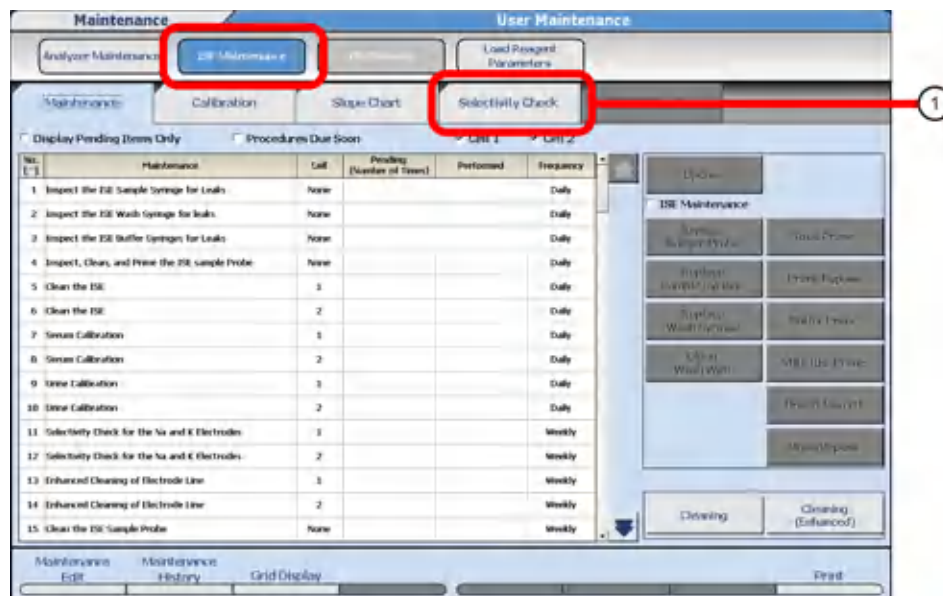 Maintenance
User Maintenance
Analyzer Maintenance
ISE Maintenance
Load Reagent
Parameters
Maintenance
Calibration
Slope Chart
Selectivity Check
1
Display Pending Items Only
Procedures Due Soon
Cell 1
Cell 2
No. Maintenance Cell Pending (Number of Times) Performed Frequency
1 Inspect the ISE Sample Syringe for Leaks None Daily
2 Inspect the ISE Wash Syringe for leaks None Daily
3 Inspect the ISE Buffer Syringes for Leaks None Daily
4 Inspect, Clean, and Prime the ISE sample Probe None Daily
5 Clean the ISE 1 Daily
6 Clean the ISE 2 Daily
7 Serum Calibration 1 Daily
8 Serum Calibration 2 Daily
9 Urine Calibration 1 Daily
10 Urine Calibration 2 Daily
11 Selectivity Check for the Na and K Electrodes 1 Weekly
12 Selectivity Check for the Na and K Electrodes 2 Weekly
13 Enhanced Cleaning of Electrode Line 1 Weekly
14 Enhanced Cleaning of Electrode Line 2 Weekly
15 Clean the ISE Sample Probe None Weekly
ISE Maintenance
Cleaning
Cleaning
(Enhanced)
Maintenance
Edit
Maintenance
History
Grid Display
Print